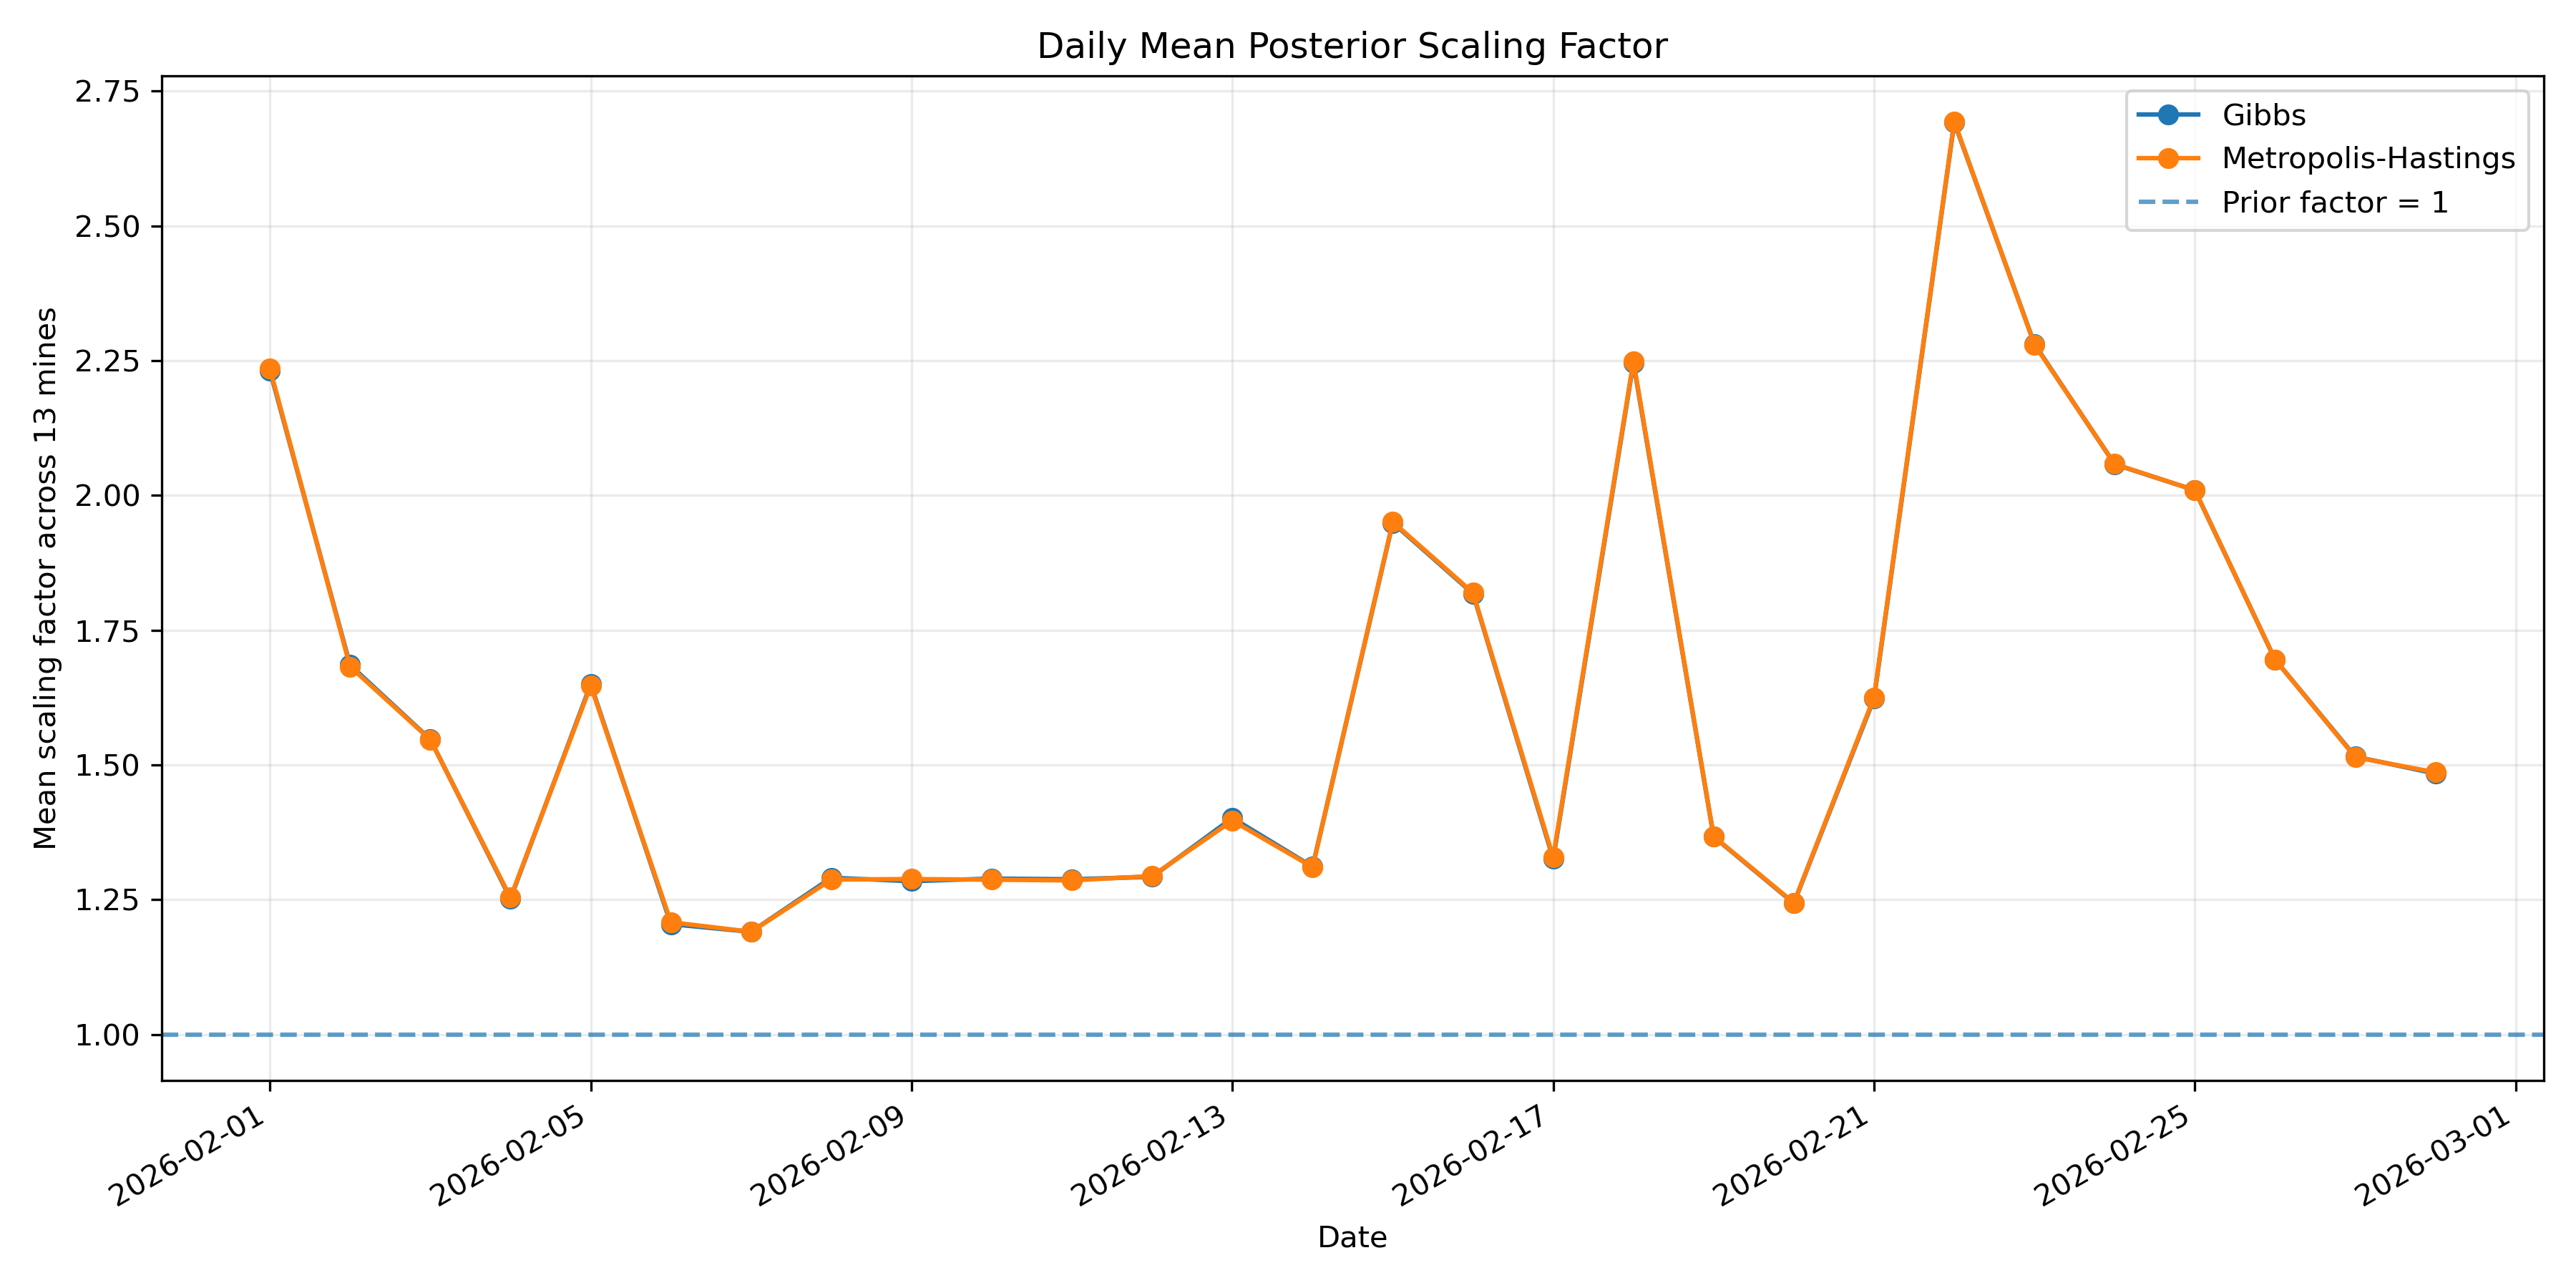 Daily Mean Posterior Scaling Factor
Mean scaling factor across 13 mines
2.75
2.50
2.25
2.00
1.75
1.50
1.25
1.00
Gibbs
Metropolis-Hastings
Prior factor = 1
2026-02-01
2026-02-05
2026-02-09
2026-02-13
2026-02-17
2026-02-21
2026-02-25
2026-03-01
Date